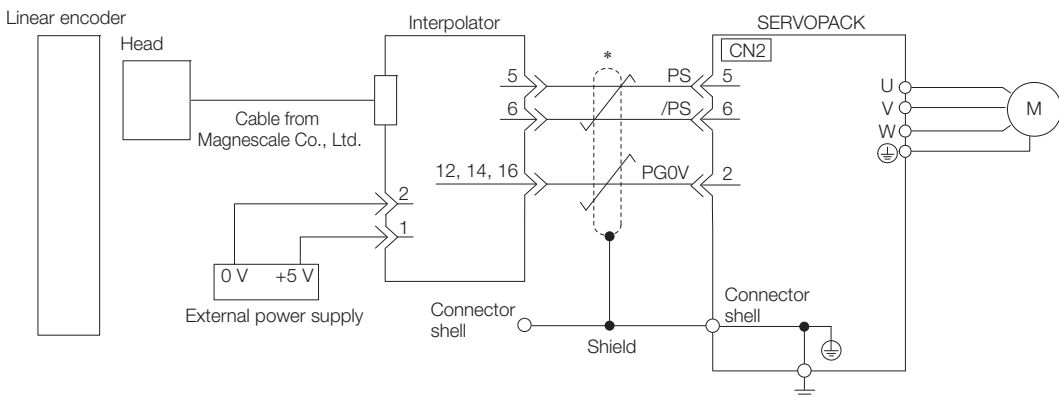 Linear encoder
Head
Cable from
Magnescale Co., Ltd.
Interpolator
*
SERVOPACK
CN2
5 PS 5
6 /PS 6
12, 14, 16 PG0V 2
2
1
0 V +5 V
External power supply
Connector
shell
Shield
Connector
shell
U
V
W
M